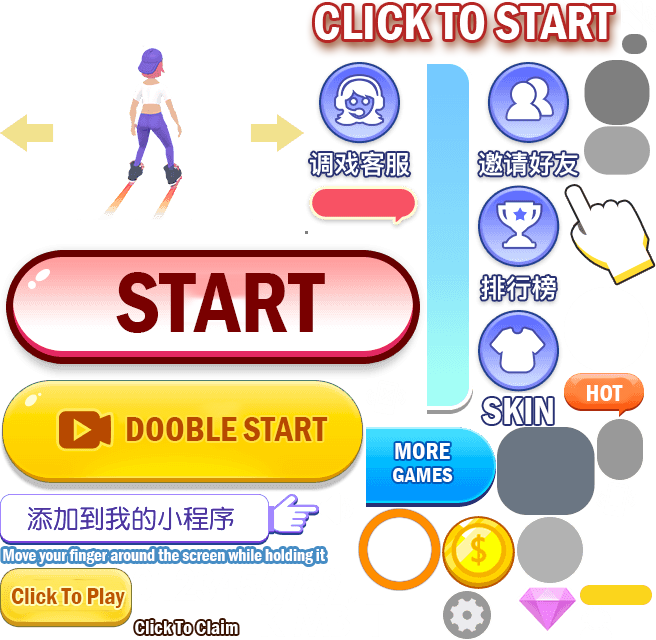 CLICK TO START
调戏客服
邀请好友
排行榜
START
SKIN
HOT
DOOBLE START
MORE
GAMES
添加到我的小程序
Move your finger around the screen while holding it
Click To Play
$
Click To Claim